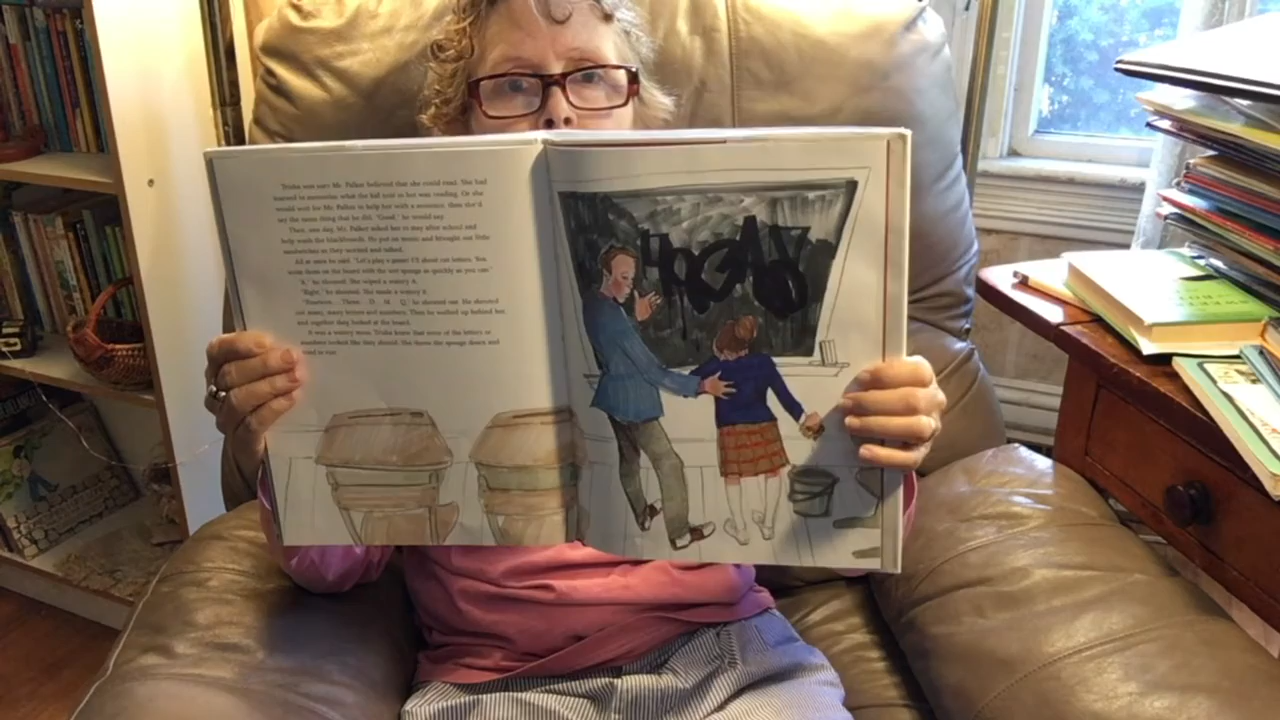 Trisha was sure Mr. Falker believed that she could read. She had
learned to memorize what the kid next to her was reading. Or she
would wait for Mr. Falker to help her with a sentence, then she'd
say the same thing that he did. "Good," he would say.
Then, one day, Mr. Falker asked her to stay after school and
help wash the blackboards. He put on music and brought out little
sandwiches as they worked and talked.
All at once he said, "Let's play a game! I'll shout out letters. You
write them on the board with the wet sponge as quickly as you can."
"A," he shouted. She wiped a watery A.
"Eight," he shouted. She made a watery 8.
"Fourteen... Three... D... M... Q," he shouted out. He shouted
out many, many letters and numbers. Then he walked up behind her,
and together they looked at the board.
It was a watery mess. Trisha knew that none of the letters or
numbers looked like they should. She threw the sponge down and
tried to run.